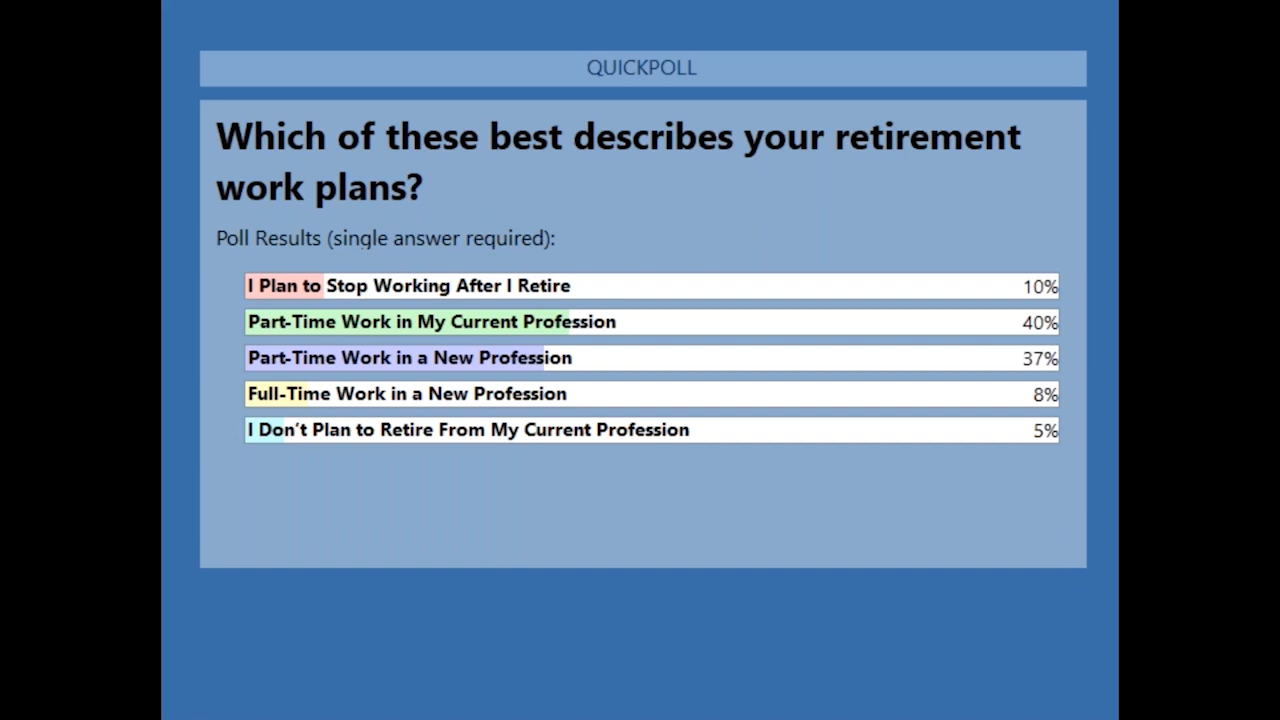 QUICKPOLL
Which of these best describes your retirement
work plans?
Poll Results (single answer required):
I Plan to Stop Working After I Retire 10%
Part-Time Work in My Current Profession 40%
Part-Time Work in a New Profession 37%
Full-Time Work in a New Profession 8%
I Don’t Plan to Retire From My Current Profession 5%